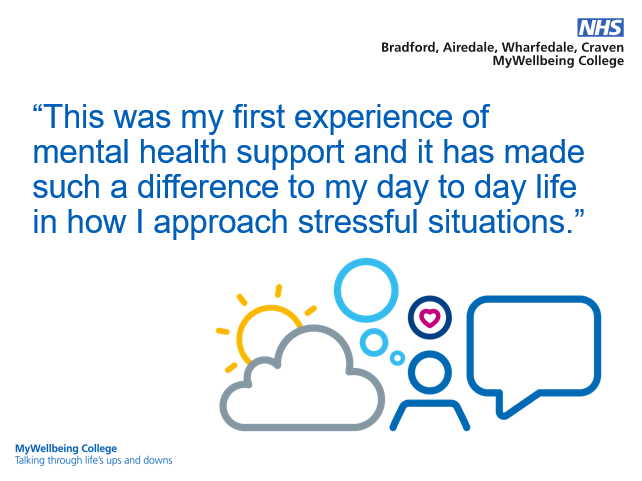 NHS
Bradford, Airedale, Wharfedale, Craven
MyWellbeing College
“This was my first experience of
mental health support and it has made
such a difference to my day to day life
in how I approach stressful situations.”
MyWellbeing College
Talking through life’s ups and downs